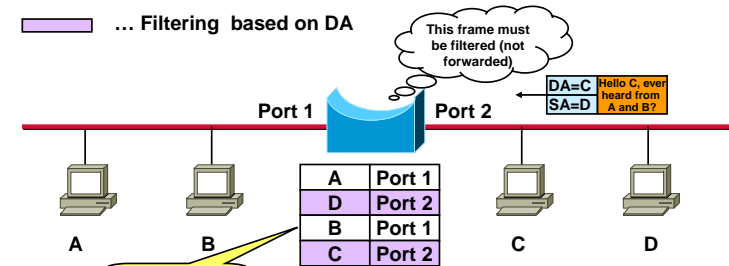 … Filtering based on DA
This frame must
be filtered (not
forwarded)
DA=C
SA=D
Hello C, ever
heard from
A and B?
Port 1
Port 2
A Port 1
D Port 2
B Port 1
C Port 2
A
B
C
D